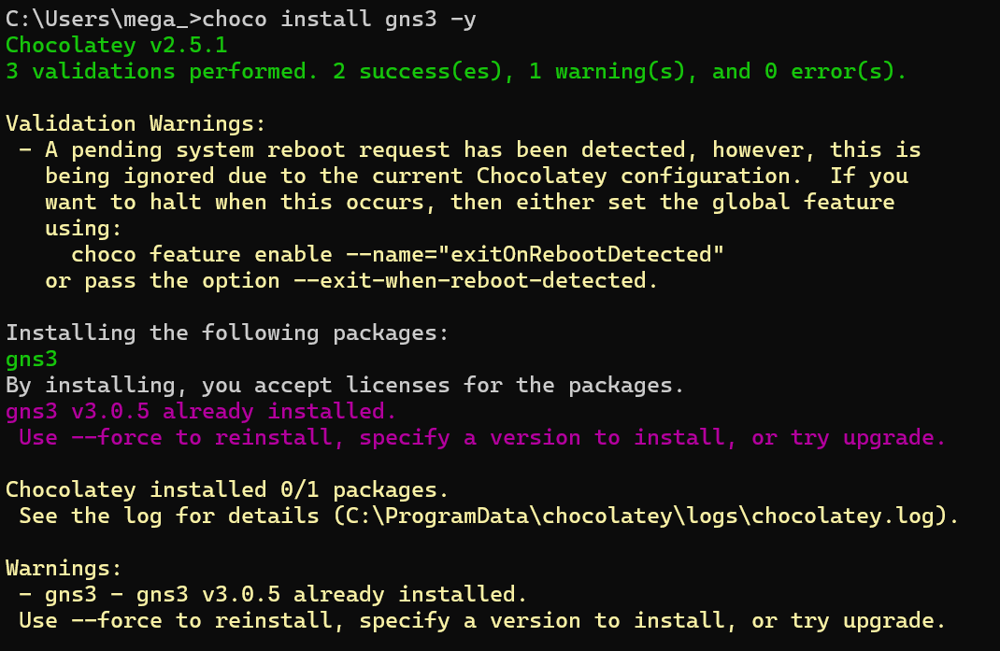 C:\Users\mega_>choco install gns3 -y
Chocolatey v2.5.1
3 validations performed. 2 success(es), 1 warning(s), and 0 error(s).
Validation Warnings:
 - A pending system reboot request has been detected, however, this is
   being ignored due to the current Chocolatey configuration.  If you
   want to halt when this occurs, then either set the global feature
   using:
     choco feature enable --name="exitOnRebootDetected"
   or pass the option --exit-when-reboot-detected.
Installing the following packages:
gns3
By installing, you accept licenses for the packages.
gns3 v3.0.5 already installed.
 Use --force to reinstall, specify a version to install, or try upgrade.
Chocolatey installed 0/1 packages.
 See the log for details (C:\ProgramData\chocolatey\logs\chocolatey.log).
Warnings:
 - gns3 - gns3 v3.0.5 already installed.
 Use --force to reinstall, specify a version to install, or try upgrade.